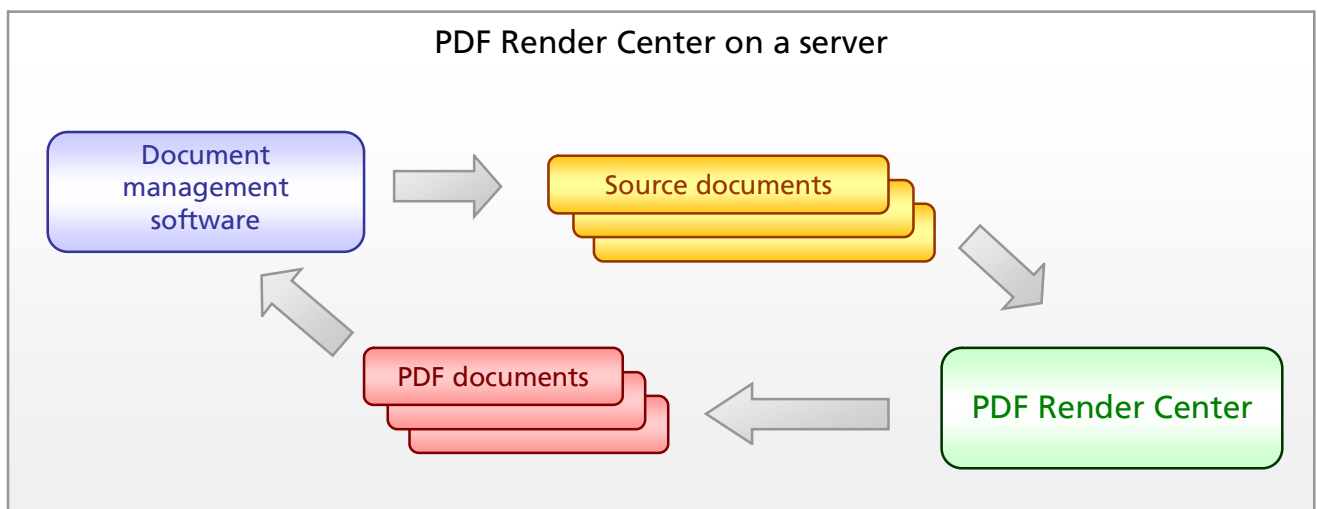 PDF Render Center on a server
Document
management
software
Source documents
PDF documents
PDF Render Center